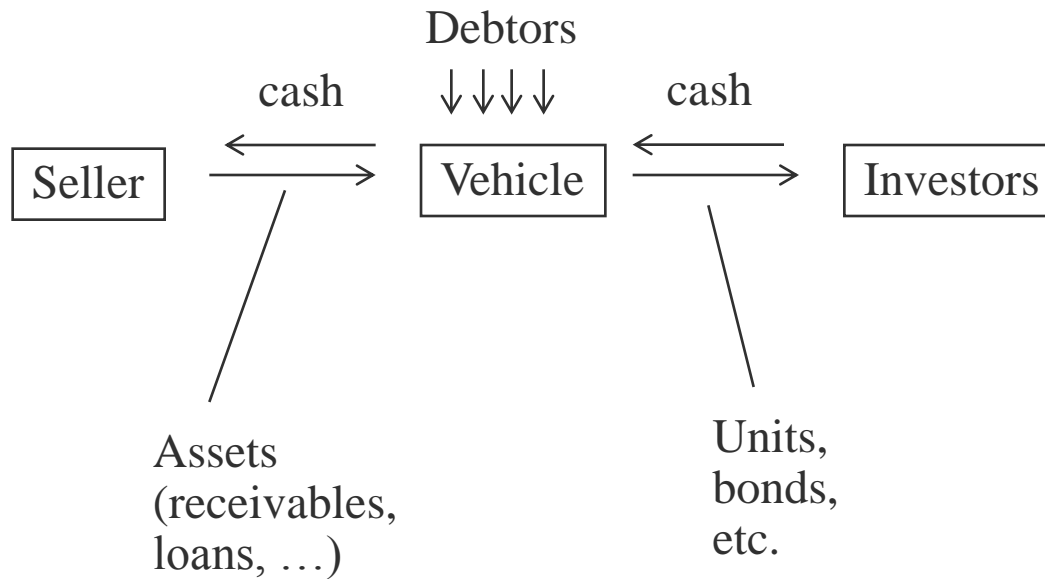 Debtors
cash
cash
Seller
Vehicle
Investors
Assets
(receivables,
loans, …)
Units,
bonds,
etc.